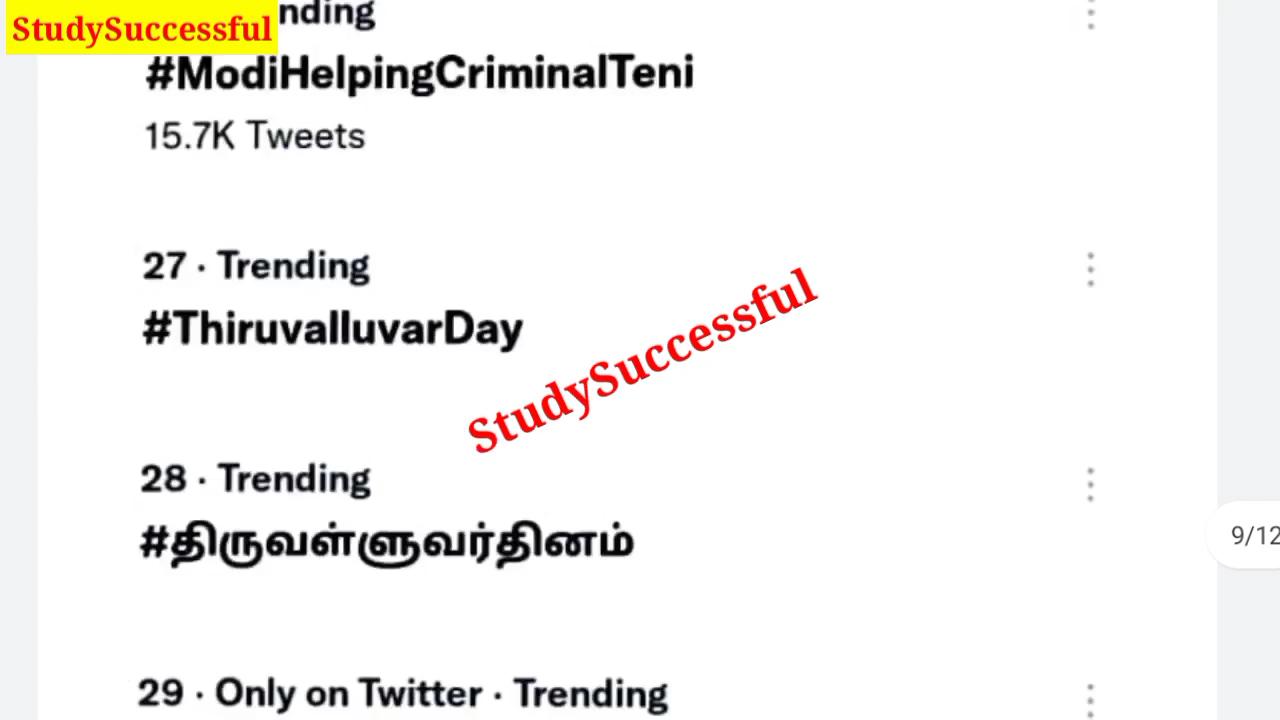 StudySuccessful
nding
#ModiHelpingCriminalTeni
15.7K Tweets
27 · Trending
#ThiruvalluvarDay
StudySuccessful
28 · Trending
#திருவள்ளுவர்தினம்
9/12
29 · Only on Twitter · Trending